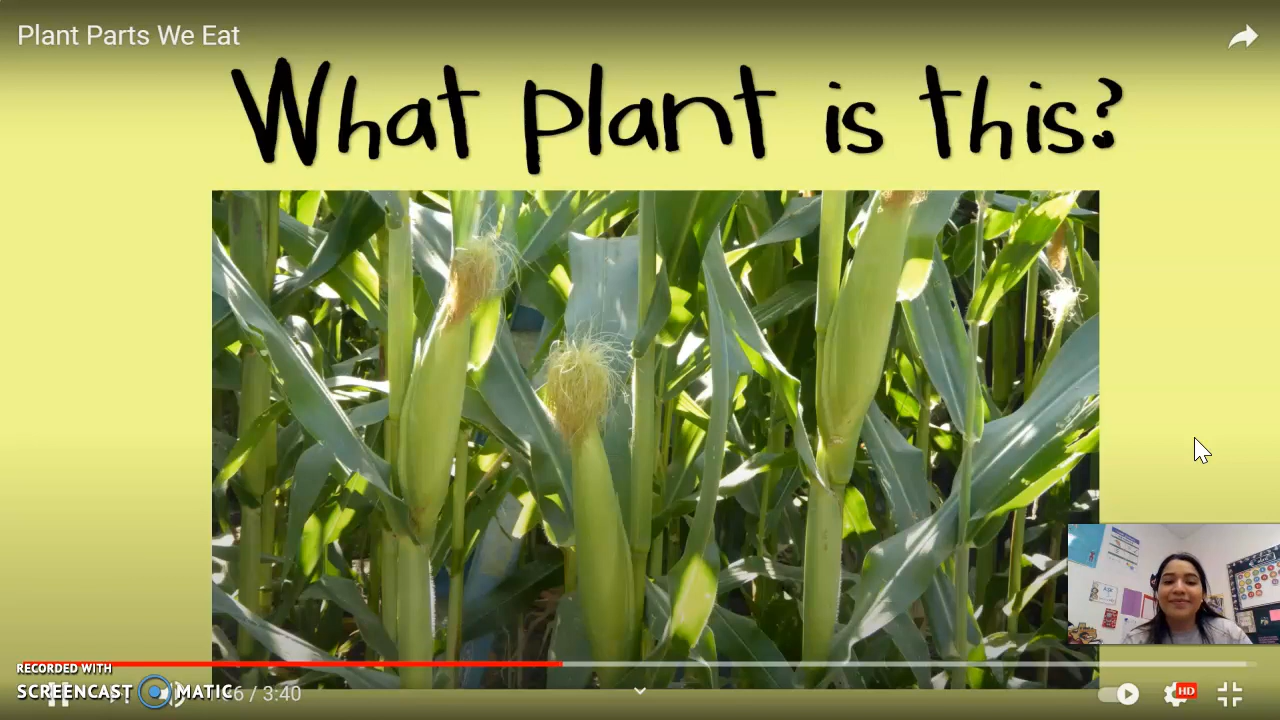 Plant Parts We Eat
What plant is this?
RECORDED WITH
SCREENCAST MATIC
/ 3:40
HD